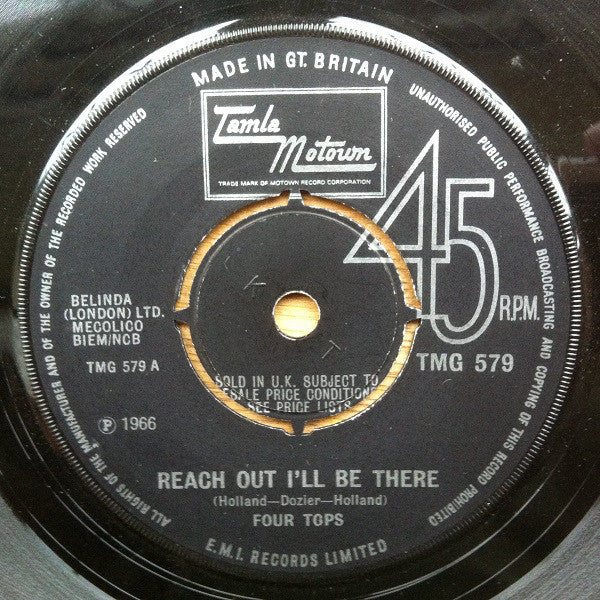 MADE IN GT. BRITAIN
UNAUTHORISED PUBLIC PERFORMANCE BROADCASTING AND COPYING OF THIS RECORD PROHIBITED
ALL RIGHTS OF THE MANUFACTURER AND OF THE OWNER OF THE RECORDED WORK RESERVED
Tamla
Motown
TRADE MARK OF MOTOWN RECORD CORPORATION
45
R.P.M.
BELINDA
(LONDON) LTD.
MECOLICO
BIEM/NCB
TMG 579 A
TMG 579
K
T
SOLD IN U.K. SUBJECT TO
RESALE PRICE CONDITIONS
SEE PRICE LISTS
Ⓟ 1966
REACH OUT I'LL BE THERE
(Holland—Dozier—Holland)
FOUR TOPS
E.M.I. RECORDS LIMITED